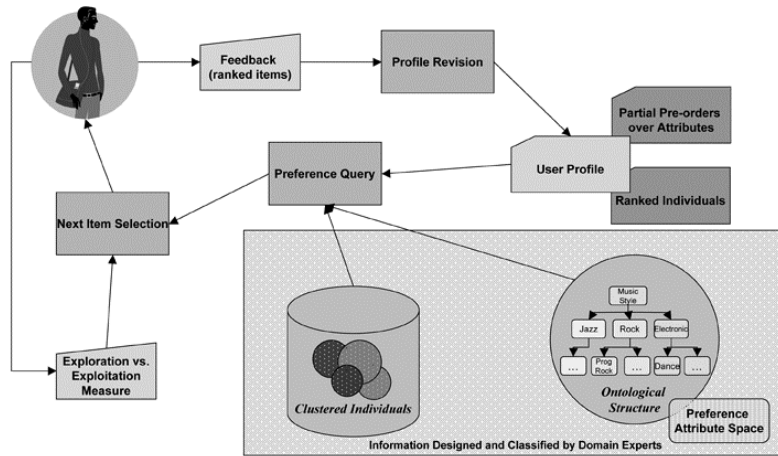 Feedback
(ranked items)
Profile Revision
Partial Pre-orders
over Attributes
User Profile
Ranked Individuals
Preference Query
Next Item Selection
Exploration vs.
Exploitation
Measure
Clustered Individuals
Music
Style
Jazz
Rock
Electronic
...
Prog
Rock
...
Dance
...
Ontological
Structure
Preference
Attribute Space
Information Designed and Classified by Domain Experts